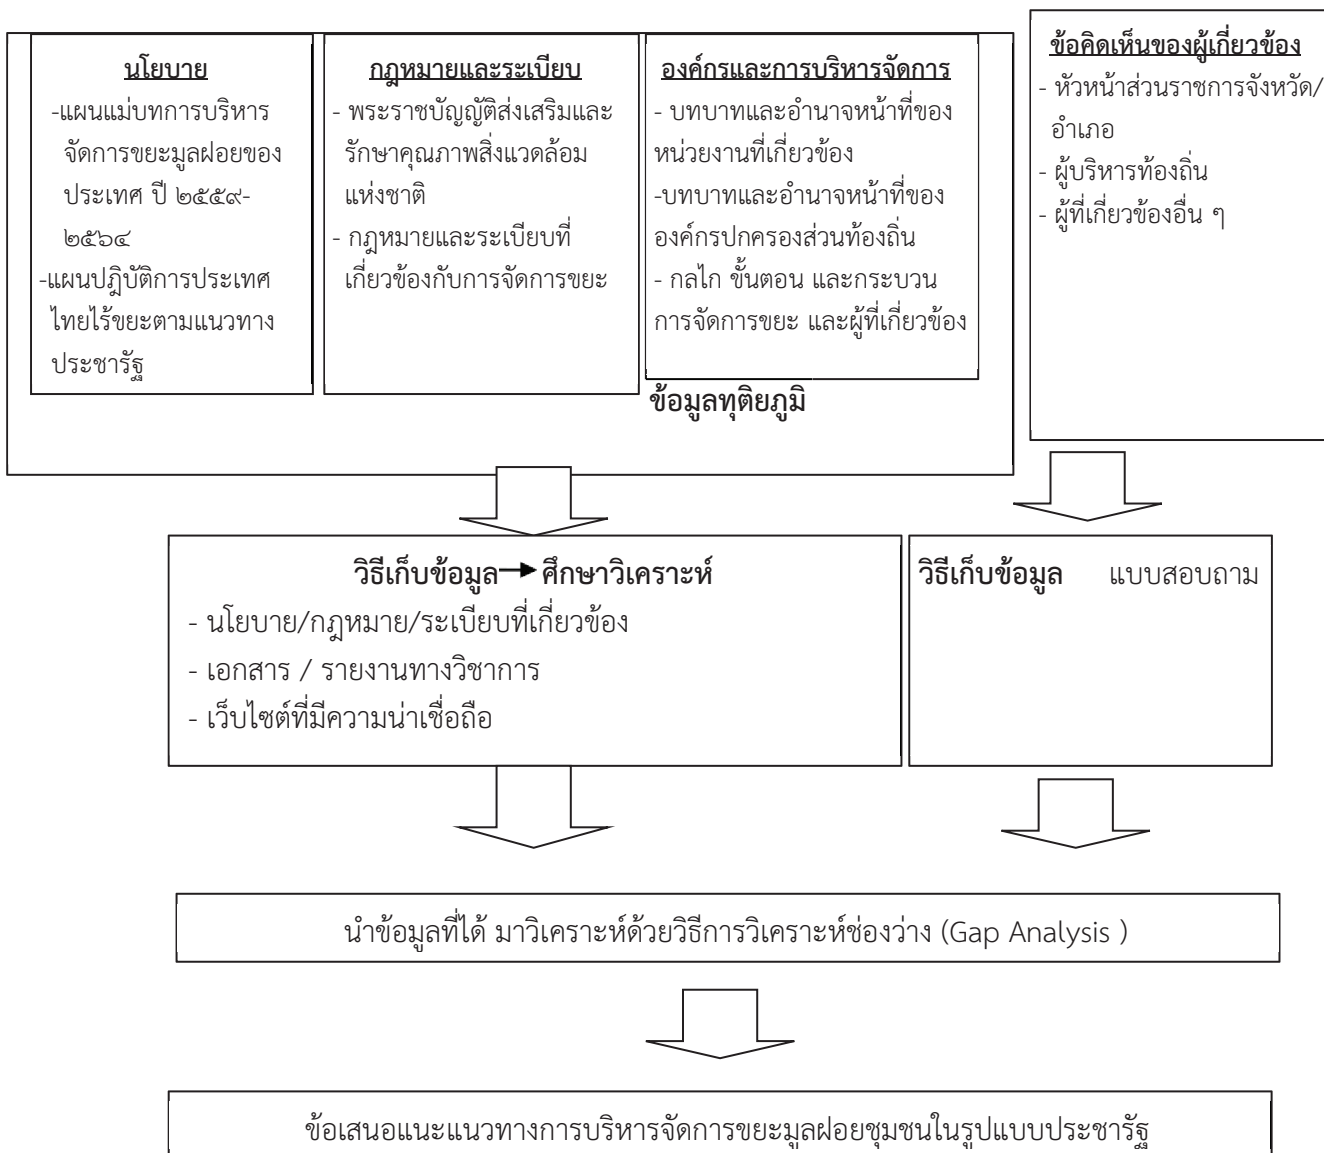 นโยบาย
-แผนแม่บทการบริหาร
จัดการขยะมูลฝอยของ
ประเทศ ปี ๒๕๕๙-
๒๕๖๔
-แผนปฎิบัติการประเทศ
ไทยไร้ขยะตามแนวทาง
ประชารัฐ
กฎหมายและระเบียบ
- พระราชบัญญัติส่งเสริมและ
รักษาคุณภาพสิ่งแวดล้อม
แห่งชาติ
- กฎหมายและระเบียบที่
เกี่ยวข้องกับการจัดการขยะ
องค์กรและการบริหารจัดการ
- บทบาทและอำนาจหน้าที่ของ
หน่วยงานที่เกี่ยวข้อง
-บทบาทและอำนาจหน้าที่ของ
องค์กรปกครองส่วนท้องถิ่น
- กลไก ขั้นตอน และกระบวน
การจัดการขยะ และผู้ที่เกี่ยวข้อง
ข้อมูลทุติยภูมิ
ข้อคิดเห็นของผู้เกี่ยวข้อง
- หัวหน้าส่วนราชการจังหวัด/
อำเภอ
- ผู้บริหารท้องถิ่น
- ผู้ที่เกี่ยวข้องอื่น ๆ
วิธีเก็บข้อมูล ศึกษาวิเคราะห์
- นโยบาย/กฎหมาย/ระเบียบที่เกี่ยวข้อง
- เอกสาร / รายงานทางวิชาการ
- เว็บไซต์ที่มีความน่าเชื่อถือ
วิธีเก็บข้อมูล แบบสอบถาม
นำข้อมูลที่ได้ มาวิเคราะห์ด้วยวิธีการวิเคราะห์ช่องว่าง (Gap Analysis )
ข้อเสนอแนะแนวทางการบริหารจัดการขยะมูลฝอยชุมชนในรูปแบบประชารัฐ